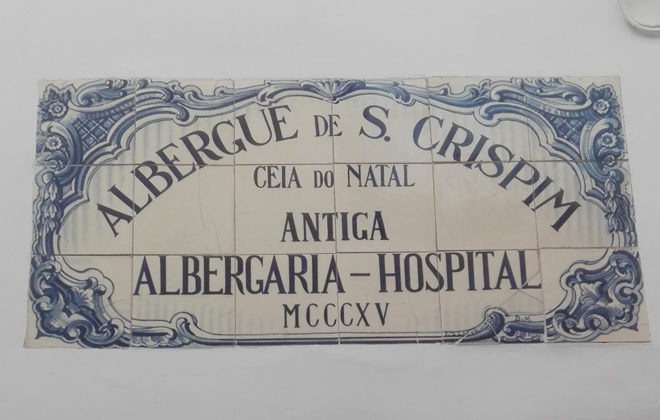 ALBERGUE DE S. CRISPIM
CEIA DO NATAL
ANTIGA
ALBERGARIA - HOSPITAL
MCCCXV